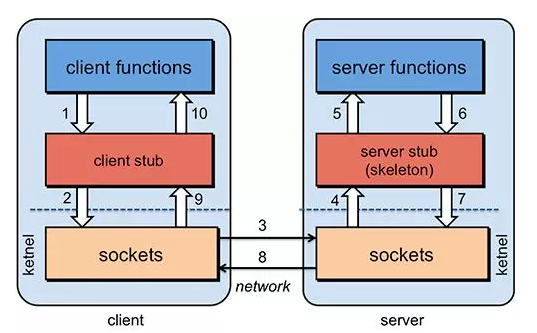 client functions
server functions
1
10
5
6
client stub
server stub
(skeleton)
2
9
4
7
3
8
ketnel
sockets
sockets
ketnel
network
client
server